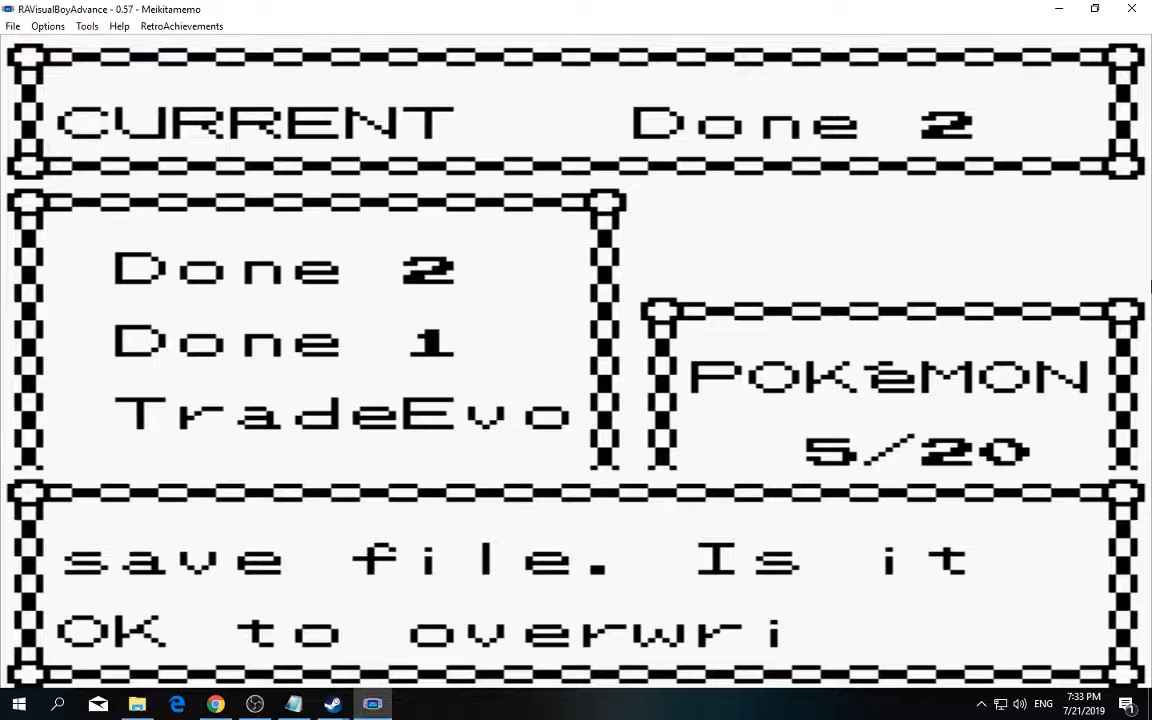 RAVisualBoyAdvance - 0.57 - Meikitamemo
File Options Tools Help RetroAchievements
CURRENT Done 2
Done 2
Done 1
TradeEvo
POKéMON
5/20
save file. Is it
OK to overwri
ENG
7:33 PM
7/21/2019
1